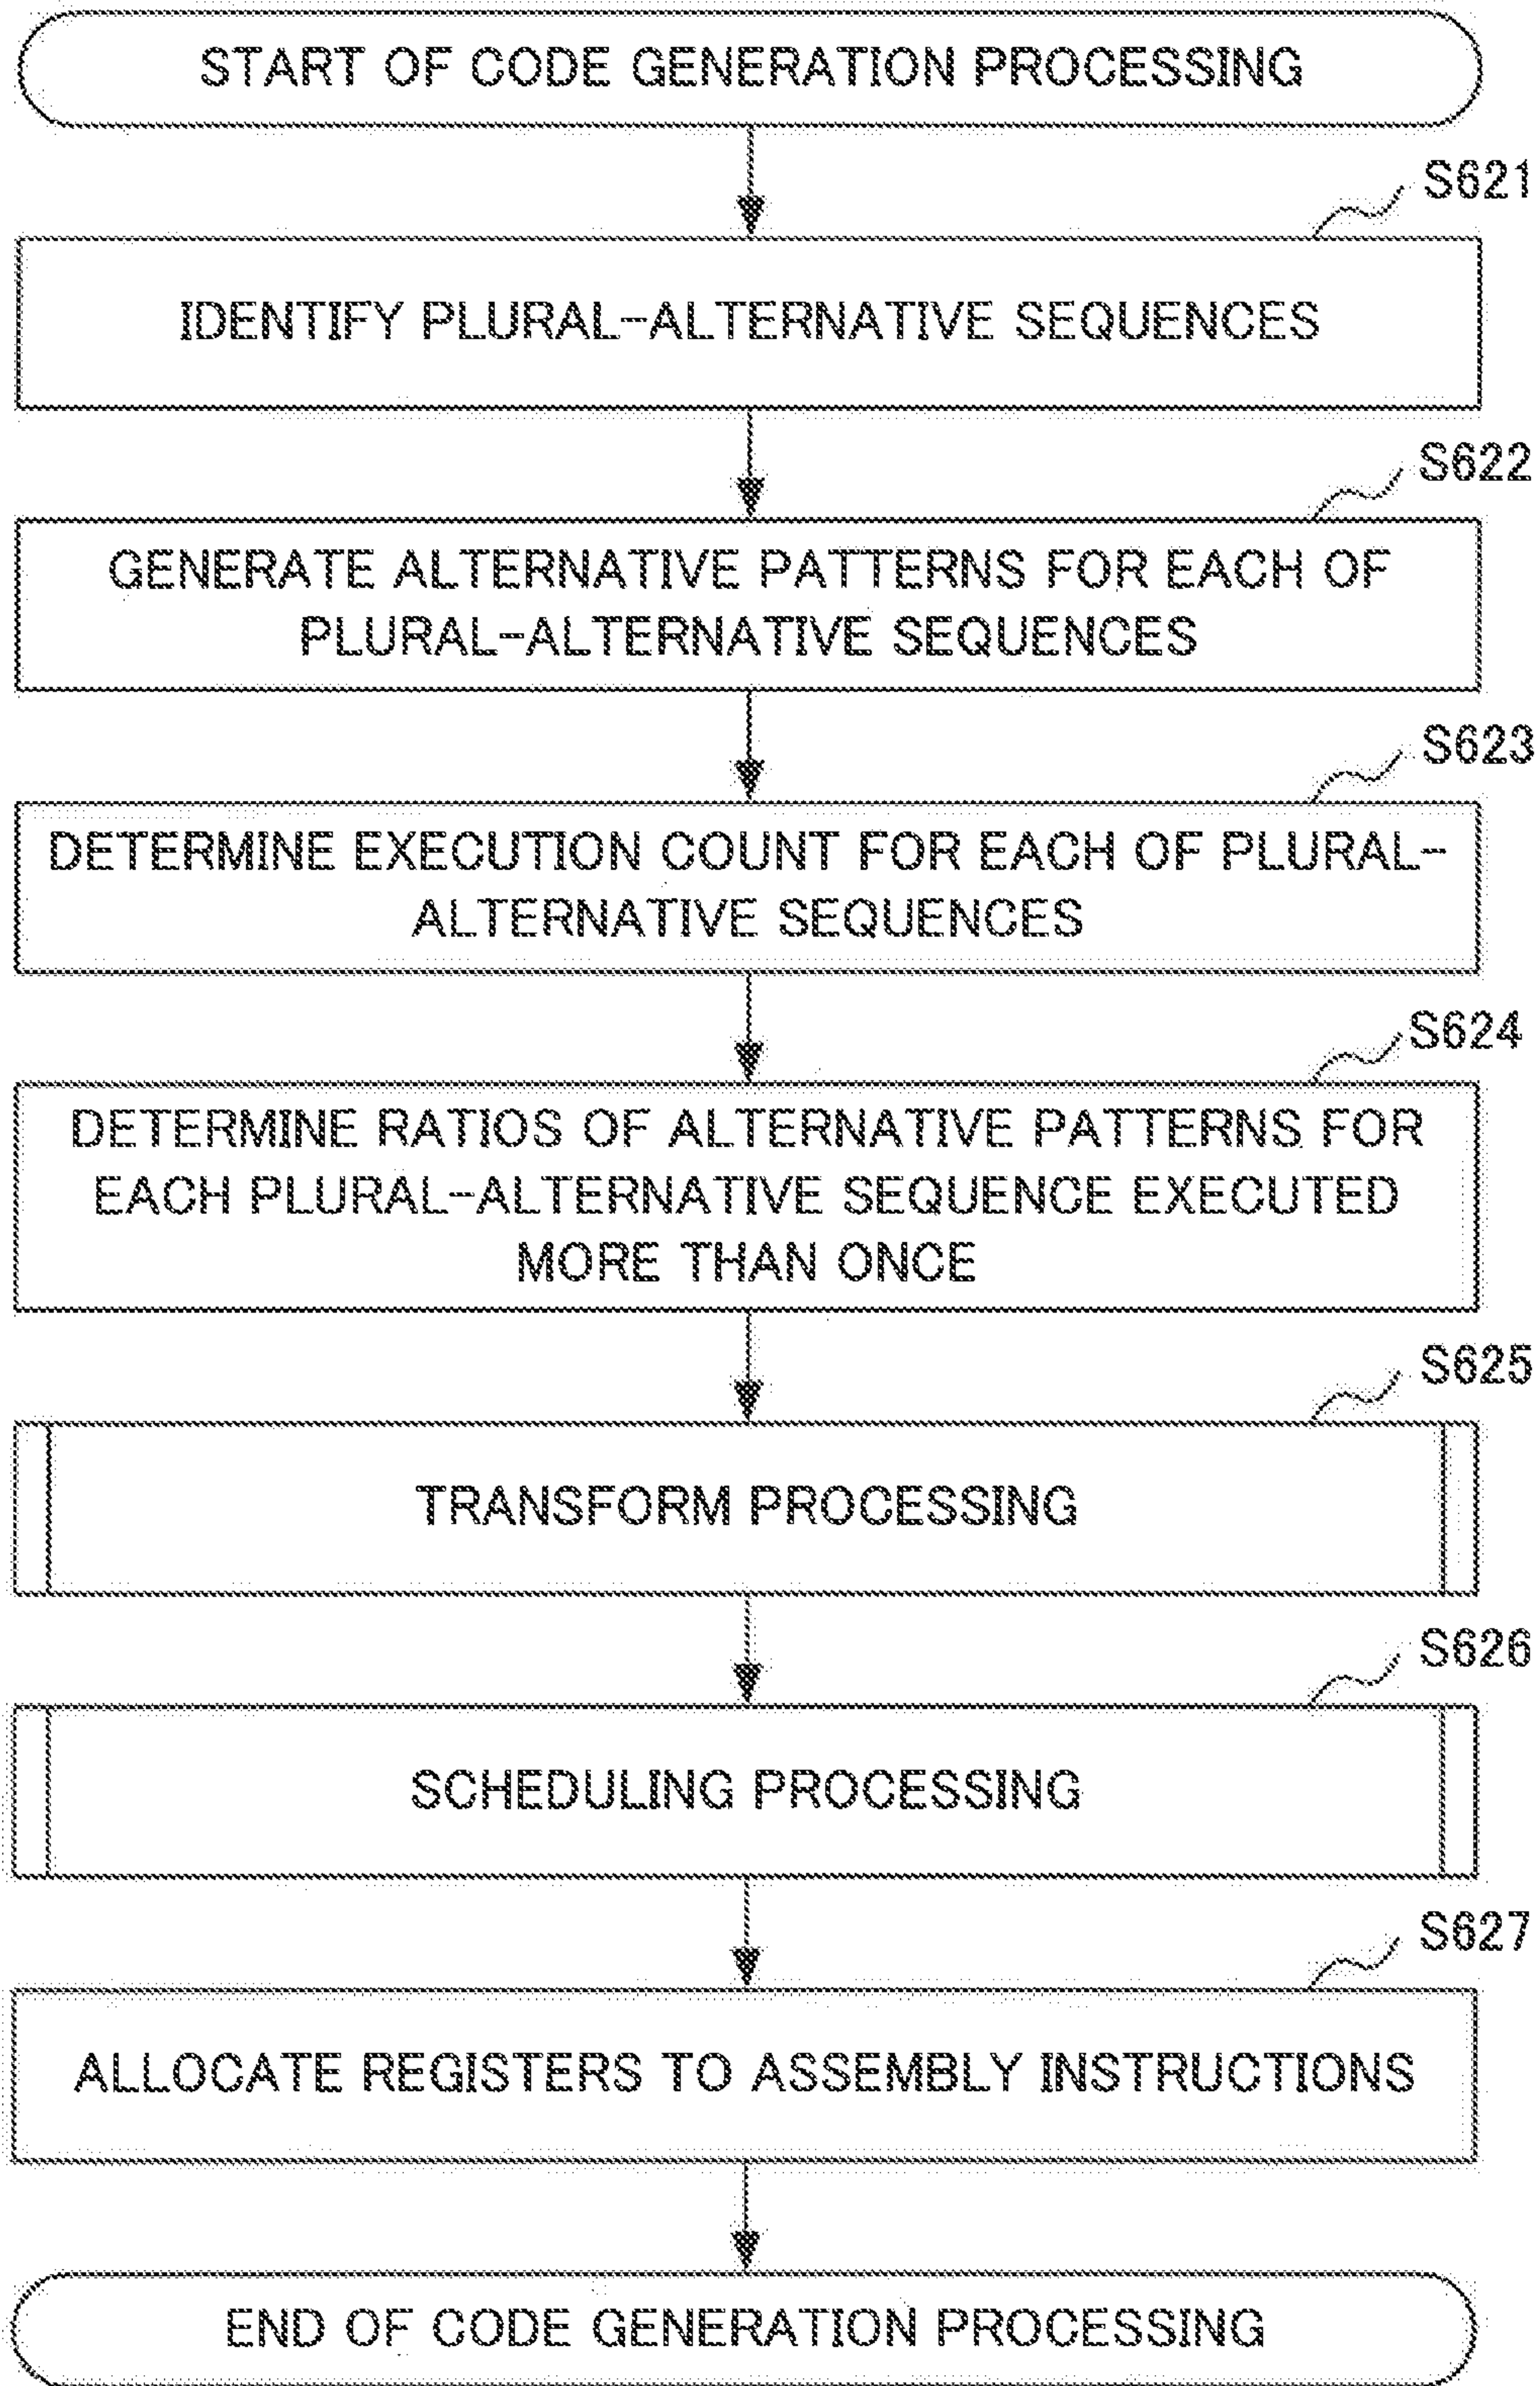 START OF CODE GENERATION PROCESSING
S621
IDENTIFY PLURAL-ALTERNATIVE SEQUENCES
S622
GENERATE ALTERNATIVE PATTERNS FOR EACH OF
PLURAL-ALTERNATIVE SEQUENCES
S623
DETERMINE EXECUTION COUNT FOR EACH OF PLURAL-
ALTERNATIVE SEQUENCES
S624
DETERMINE RATIOS OF ALTERNATIVE PATTERNS FOR
EACH PLURAL-ALTERNATIVE SEQUENCE EXECUTED
MORE THAN ONCE
S625
TRANSFORM PROCESSING
S626
SCHEDULING PROCESSING
S627
ALLOCATE REGISTERS TO ASSEMBLY INSTRUCTIONS
END OF CODE GENERATION PROCESSING